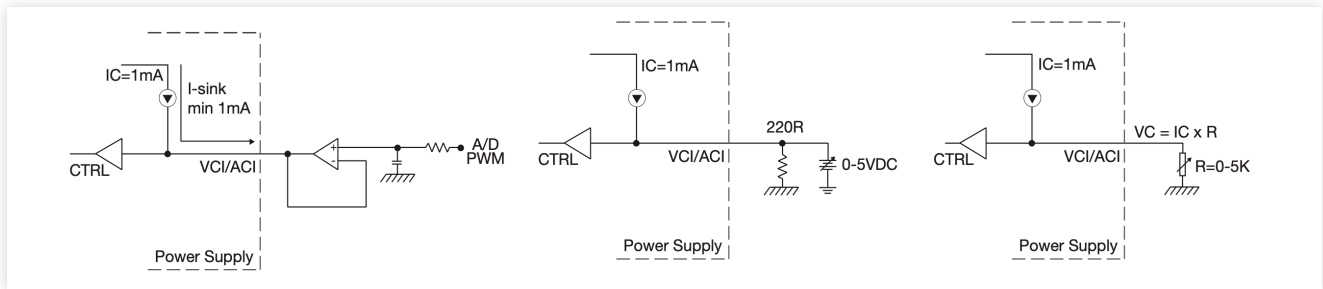 IC=1mA
I-sink
min 1mA
CTRL
VCI/ACI
+
-
A/D
PWM
Power Supply
IC=1mA
220R
CTRL
VCI/ACI
0-5VDC
Power Supply
IC=1mA
VC = IC x R
CTRL
VCI/ACI
R=0-5K
Power Supply